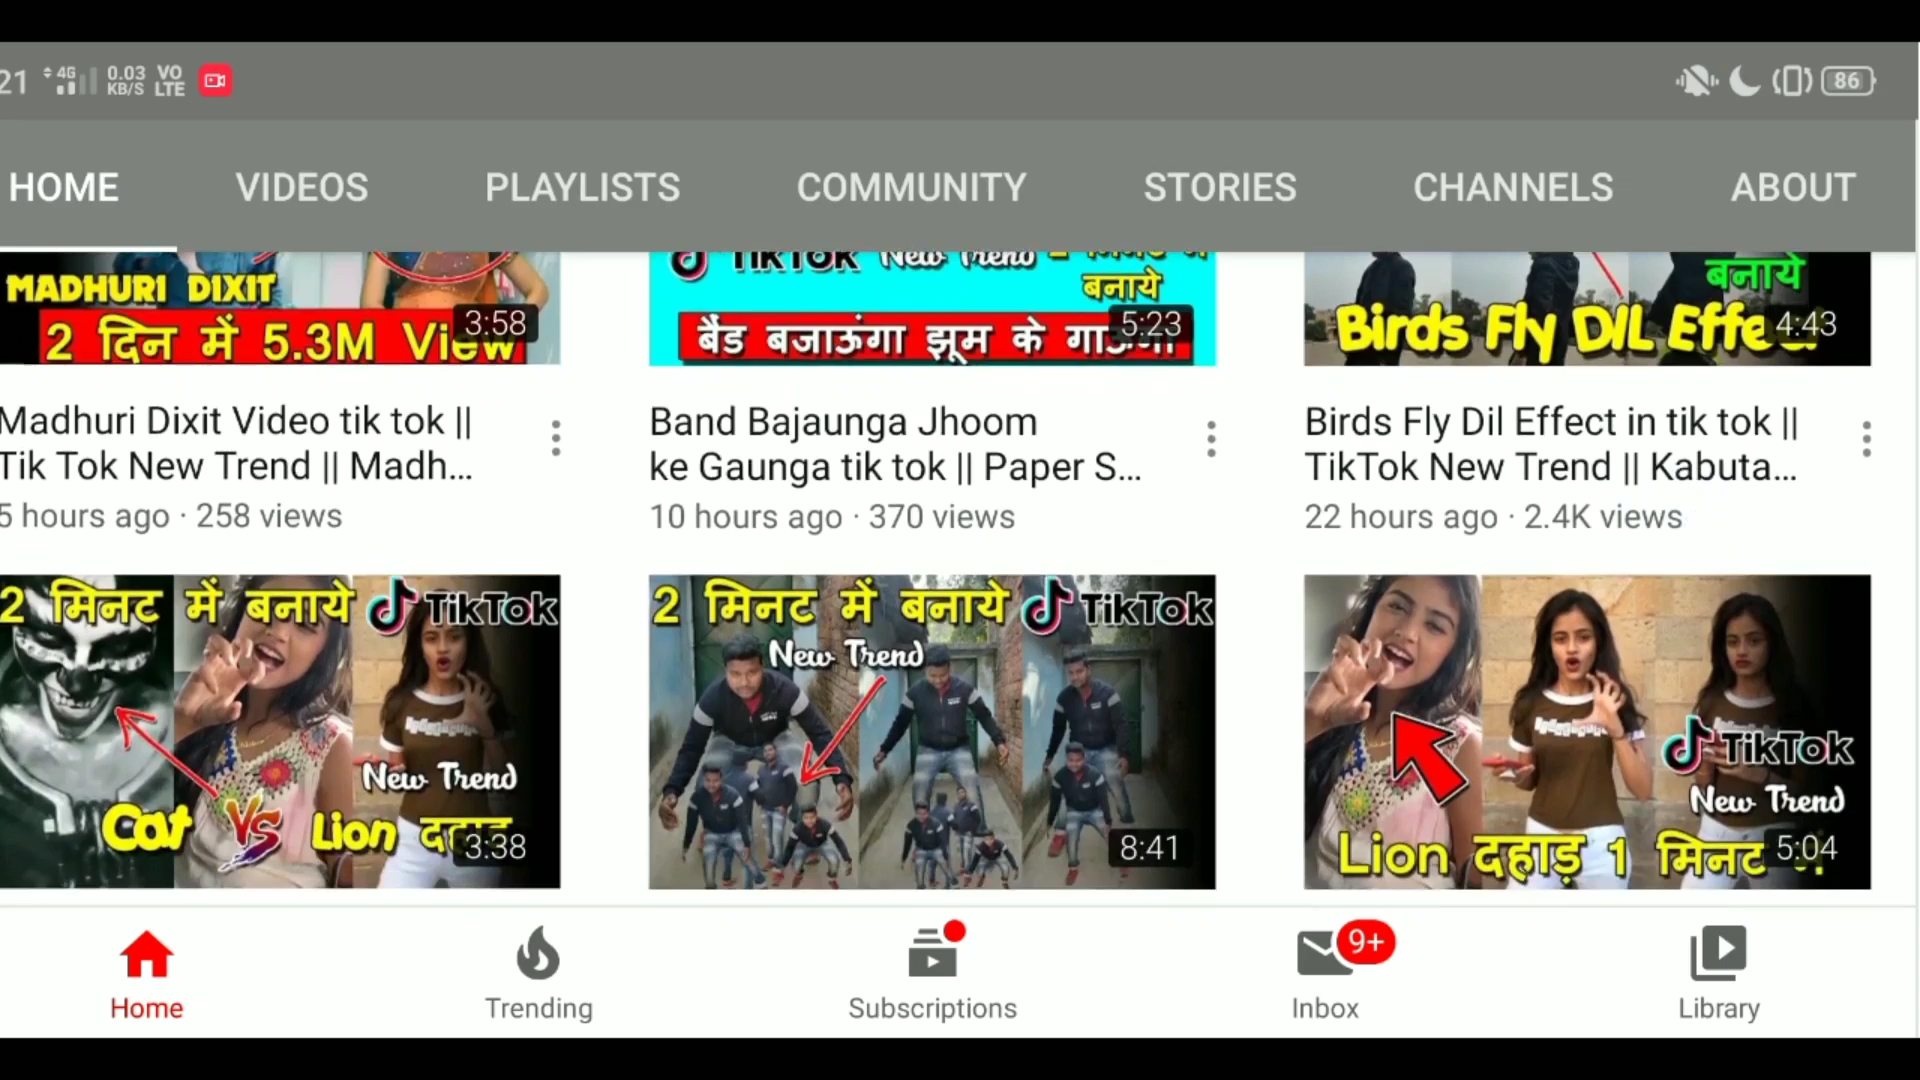 21 4G 0.03 KB/S VO LTE 86
HOME VIDEOS PLAYLISTS COMMUNITY STORIES CHANNELS ABOUT
MADHURI DIXIT
2 दिन में 5.3M View
3:58
TikTok New Trend
बनाये
बैंड बजाऊंगा झूम के
5:23
बनाये
Birds Fly DIL
4:43
Madhuri Dixit Video tik tok ||
Tik Tok New Trend || Madh...
5 hours ago · 258 views
Band Bajaunga Jhoom
ke Gaunga tik tok || Paper S...
10 hours ago · 370 views
Birds Fly Dil Effect in tik tok ||
TikTok New Trend || Kabuta...
22 hours ago · 2.4K views
2 मिनट में बनाये TikTok
New Trend
Cat Vs Lion
3:38
2 मिनट में बनाये TikTok
New Trend
8:41
TikTok
New Trend
Lion दहाड़ 1 मिनट
5:04
Home Trending Subscriptions Inbox 9+ Library